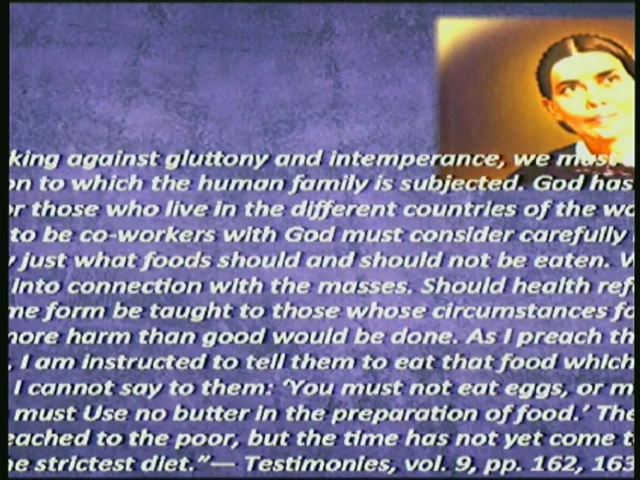 king against gluttony and intemperance, we must
on to which the human family is subjected. God has
or those who live in the different countries of the wo
to be co-workers with God must consider carefully
y just what foods should and should not be eaten. W
into connection with the masses. Should health ref
me form be taught to those whose circumstances fo
more harm than good would be done. As I preach th
, I am instructed to tell them to eat that food which
I cannot say to them: ‘You must not eat eggs, or m
must Use no butter in the preparation of food.’ The
eached to the poor, but the time has not yet come t
he strictest diet.”— Testimonies, vol. 9, pp. 162, 163